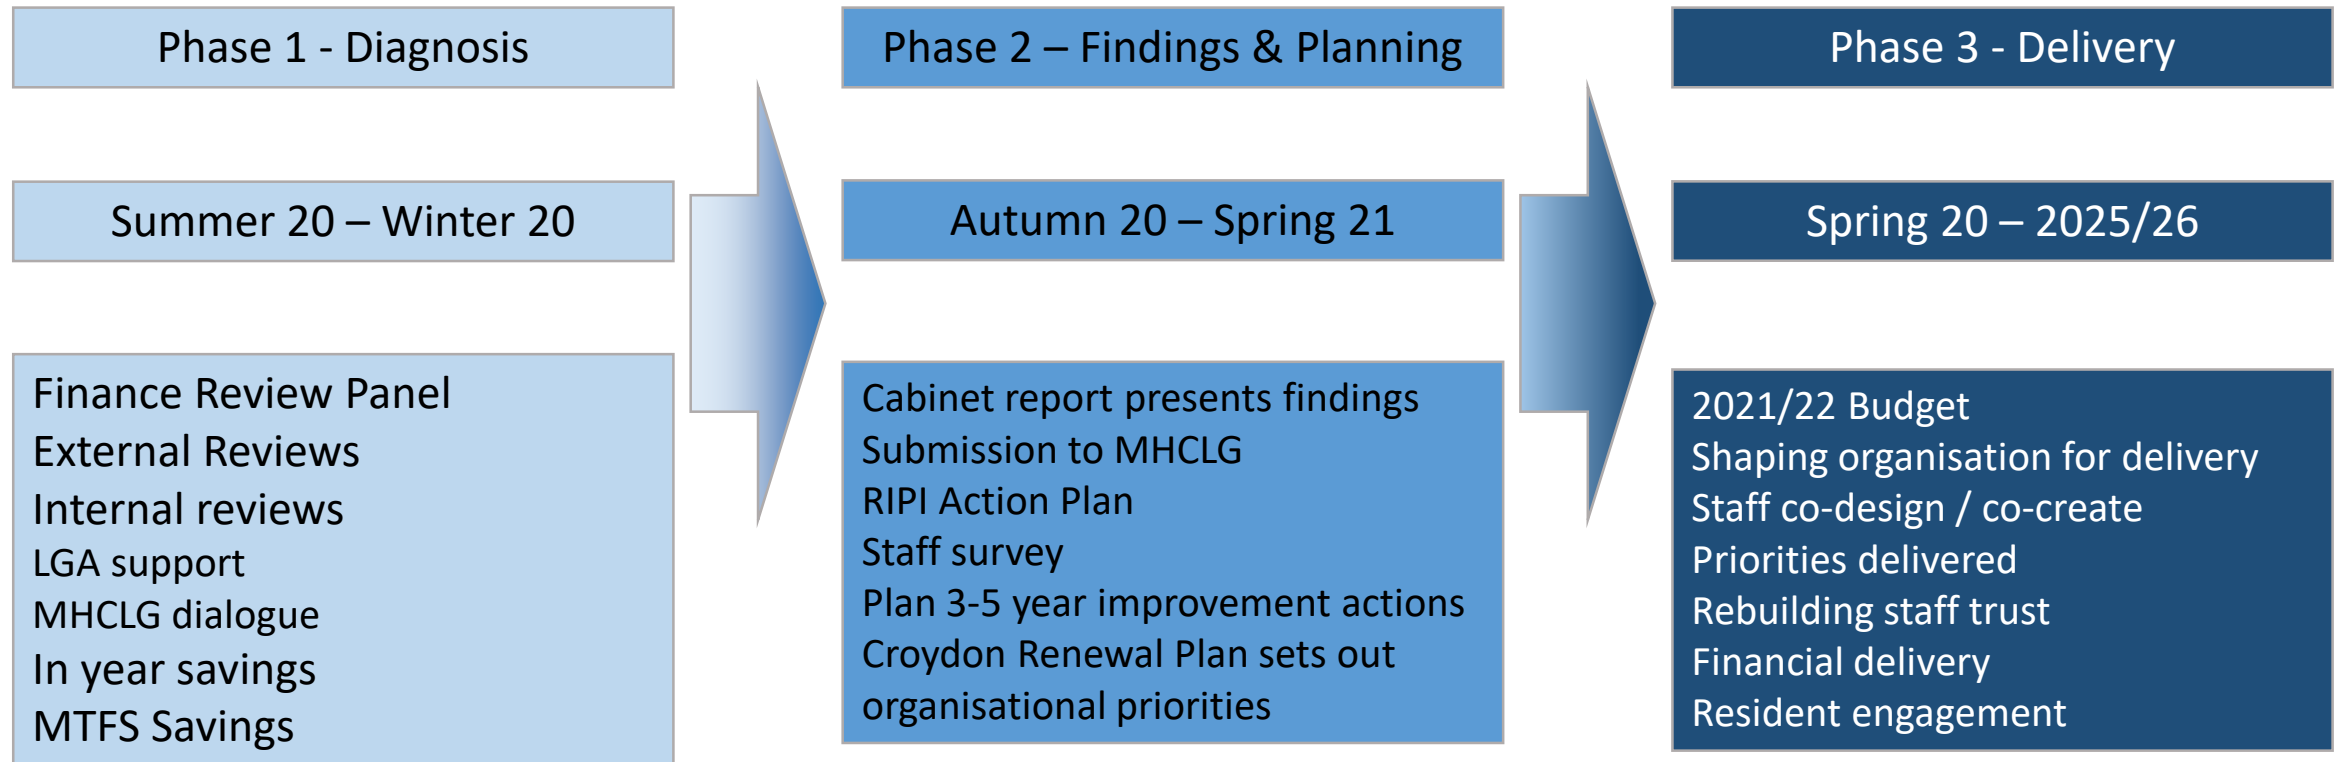 Phase 1 - Diagnosis
Summer 20 – Winter 20
Finance Review Panel
External Reviews
Internal reviews
LGA support
MHCLG dialogue
In year savings
MTFS Savings
Phase 2 – Findings & Planning
Autumn 20 – Spring 21
Cabinet report presents findings
Submission to MHCLG
RIPI Action Plan
Staff survey
Plan 3-5 year improvement actions
Croydon Renewal Plan sets out
organisational priorities
Phase 3 - Delivery
Spring 20 – 2025/26
2021/22 Budget
Shaping organisation for delivery
Staff co-design / co-create
Priorities delivered
Rebuilding staff trust
Financial delivery
Resident engagement